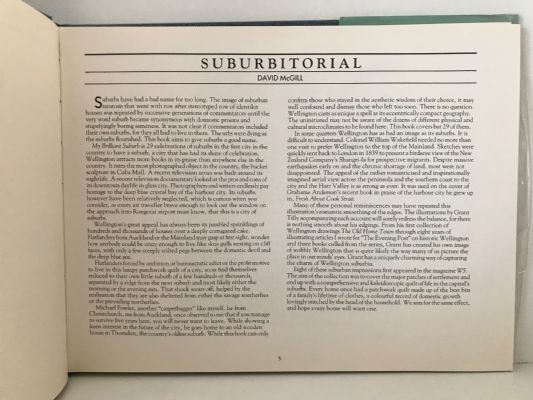 SUBURBITORIAL
DAVID McGILL
Suburbs have had a bad name for too long. The image of suburban
neurosis that went with row after stereotyped row of identikit
houses was repeated by successive generations of commentators until the
very word suburb became synonymous with domestic prison and
stupefyingly boring sameness. It was not clear if commentators included
their own suburbs, for they all had to live in them. The arts were dying as
the suburbs flourished. This book aims to give suburbs a good name.
My Brilliant Suburb is 29 celebrations of suburbs in the first city in the
country to have a suburb, a city that has had its share of celebration.
Wellington attracts more books in its praise than anywhere else in the
country. It rates the most photographed object in the country, the bucket
sculpture in Cuba Mall. A recent television series was built around its
nightlife. A recent television documentary looked at the pros and cons of
its downtown daylife in glass city. Photographers and writers endlessly pay
homage to the deep blue crystal bay of the harbour city. Its suburbs
however have been relatively neglected, which is curious when you
consider, as every air traveller brave enough to look out the window on
the approach into Rongotai airport must know, that this is a city of
suburbs.
Wellington's great appeal has always been its jumbled sprinklings of
hundreds and thousands of houses over a deeply corrugated cake.
Flatlanders from Auckland or the Mainland may gasp at first sight, wonder
how anybody could be crazy enough to live like skua gulls nesting on cliff
faces, with only a few steeply stilted pegs between the domestic devil and
the deep blue sea.
Flatlanders forced by ambition or bureaucratic adict or the profit motive
to live in this hangy patchwork quilt of a city, soon find themselves
reduced to their own little suburb of a few hundred or thousand,
separated by a ridge from the next suburb and most likely either the
morning or the evening sun. That shock wears off, helped by the
realisation that they are also sheltered from either the savage southerlies
or the prevailing northerlies.
Michael Fowler, another "carpetbagger" like myself, he from
Christchurch, me from Auckland, once observed to me that if you manage
to survive five years here, you will never want to leave. While showing a
keen interest in the future of the city, he goes home to an old wooden
house in Thorndon, the country's oldest suburb. While this book can only
confirm those who stayed in the aesthetic wisdom of their choice, it may
well confound and dismay those who left too soon. There is no question
Wellington casts a unique a spell as its eccentrically compact geography.
The uninitiated may not be aware of the dozens of different physical and
cultural microclimates to be found here. This book covers but 29 of them.
In some quarters Wellington has as bad an image as its suburbs. It is
difficult to understand. Colonel William Wakefield needed no more than
one visit to prefer Wellington to the top of the Mainland. Sketches were
quickly sent back to London in 1839 to present a birdseye view of the New
Zealand Company's Shangri-la for prospective migrants. Despite massive
earthquakes early on and the chronic shortage of land, most were not
disappointed. The appeal of the rather romanticised and inspirationally
imagined aerial view across the peninsula and the southern coast to the
city and the Hutt Valley is as strong as ever. It was used on the cover of
Grahame Anderson's recent book in praise of the harbour city he grew up
in, Fresh About Cook Strait.
Many of these personal reminiscences may have repeated this
illustration's romantic smoothing of the edges. The illustrations by Grant
Tilly accompanying each account will surely redress the balance, for there
is nothing smooth about his edgings. From his first collection of
Wellington drawings The Old Home Town through eight years of
illustrating articles I wrote for "The Evening Post" on historic Wellington
and three books culled from the series, Grant has created his own image
of wobbly Wellington that is quite likely the way many of us picture the
place in our minds' eyes. Grant has a uniquely charming way of capturing
the charm of Wellington suburbia.
Eight of these suburban impressions first appeared in the magazine W5.
The aim of the collection was to cover the major patches of settlement and
end up with a comprehensive and kaleidoscopic quilt of life in the capital's
suburbs. Every home once had a patchwork quilt made up of the best bits
of a family's lifetime of clothes, a colourful record of domestic growth
lovingly stitched by the head of the household. We aim for the same effect,
and hope every house will want one.
5